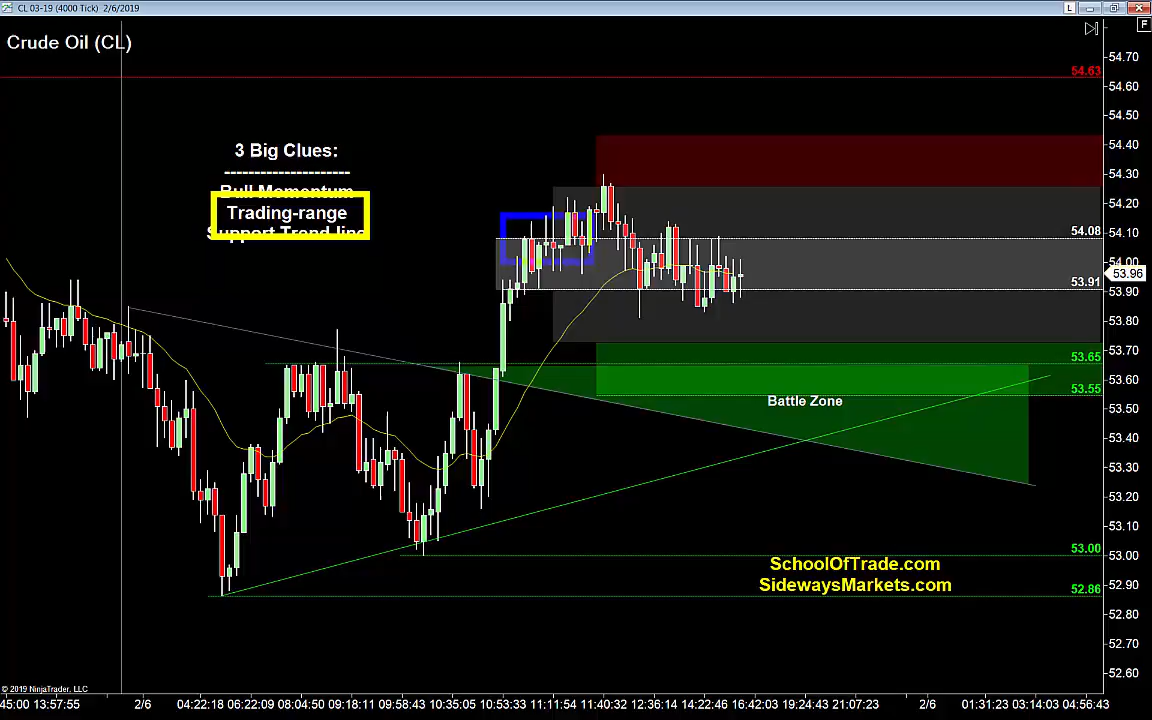 CL 03-19 (4000 Tick) 2/6/2019
L
F
Crude Oil (CL)
54.70
54.63
54.60
54.50
3 Big Clues:
---------------------
Bull Momentum
Trading-range
Support Trend-line
54.40
54.30
54.20
54.10
54.08
54.00
53.96
53.91
53.90
53.80
53.70
53.65
53.60
53.55
Battle Zone
53.50
53.40
53.30
53.20
53.10
53.00
53.00
SchoolOfTrade.com
SidewaysMarkets.com
52.90
52.86
52.80
52.70
52.60
© 2019 NinjaTrader, LLC
45:00 13:57:55 2/6 04:22:18 06:22:09 08:04:50 09:18:11 09:58:43 10:35:05 10:53:33 11:11:54 11:40:32 12:36:14 14:22:46 16:42:03 19:24:43 21:07:23 2/6 01:31:23 03:14:03 04:56:43